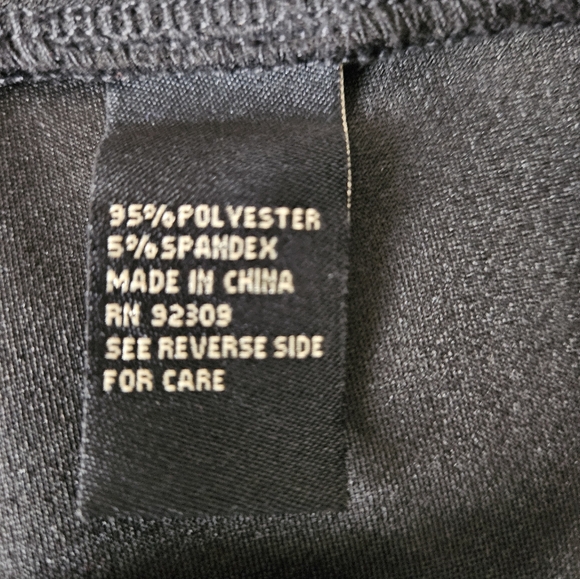 95% POLYESTER
5% SPANDEX
MADE IN CHINA
RN 92309
SEE REVERSE SIDE
FOR CARE